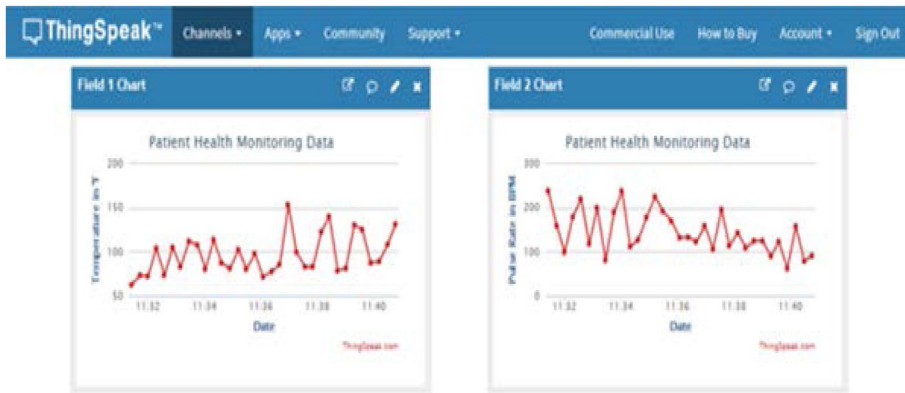 ThingSpeak™ Channels Apps Community Support Commercial Use How to Buy Account Sign Out
Field 1 Chart
Patient Health Monitoring Data
Temperature in °F
200
150
100
50
11:32 11:34 11:36 11:38 11:40
Date
ThingSpeak.com
Field 2 Chart
Patient Health Monitoring Data
Pulse Rate in BPM
300
200
100
0
11:32 11:34 11:36 11:38 11:40
Date
ThingSpeak.com